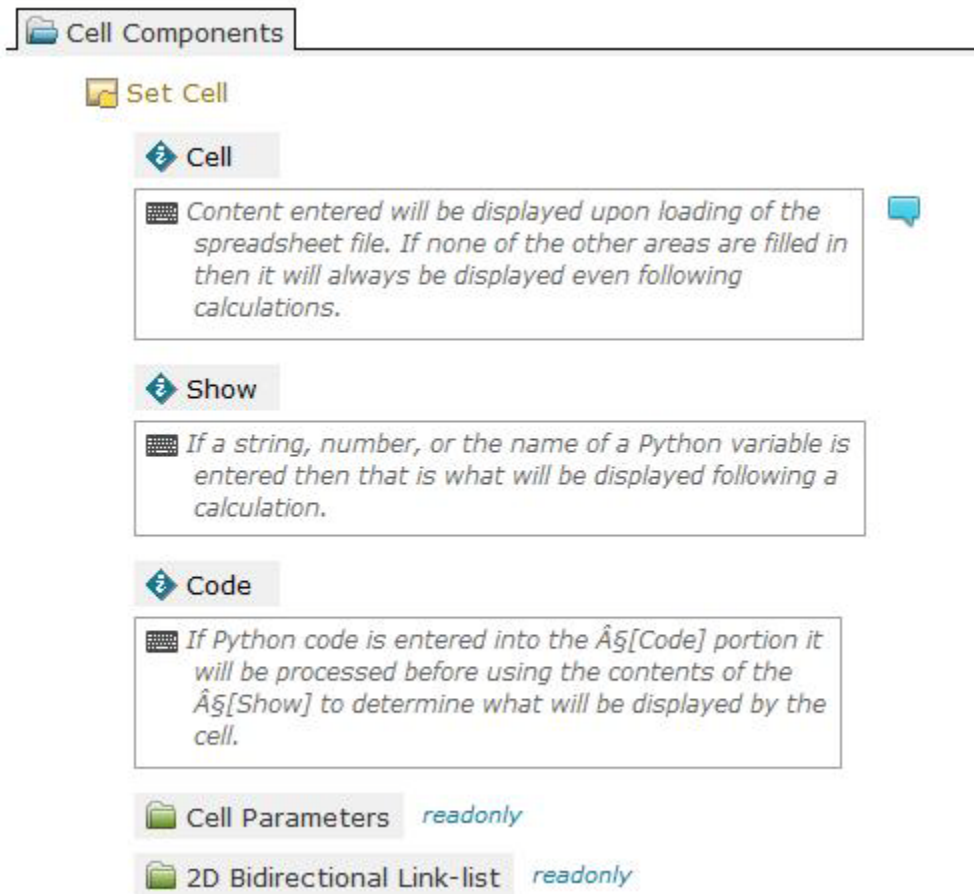 Cell Components
Set Cell
Cell
Content entered will be displayed upon loading of the
spreadsheet file. If none of the other areas are filled in
then it will always be displayed even following
calculations.
Show
If a string, number, or the name of a Python variable is
entered then that is what will be displayed following a
calculation.
Code
If Python code is entered into the Â§[Code] portion it
will be processed before using the contents of the
Â§[Show] to determine what will be displayed by the
cell.
Cell Parameters readonly
2D Bidirectional Link-list readonly